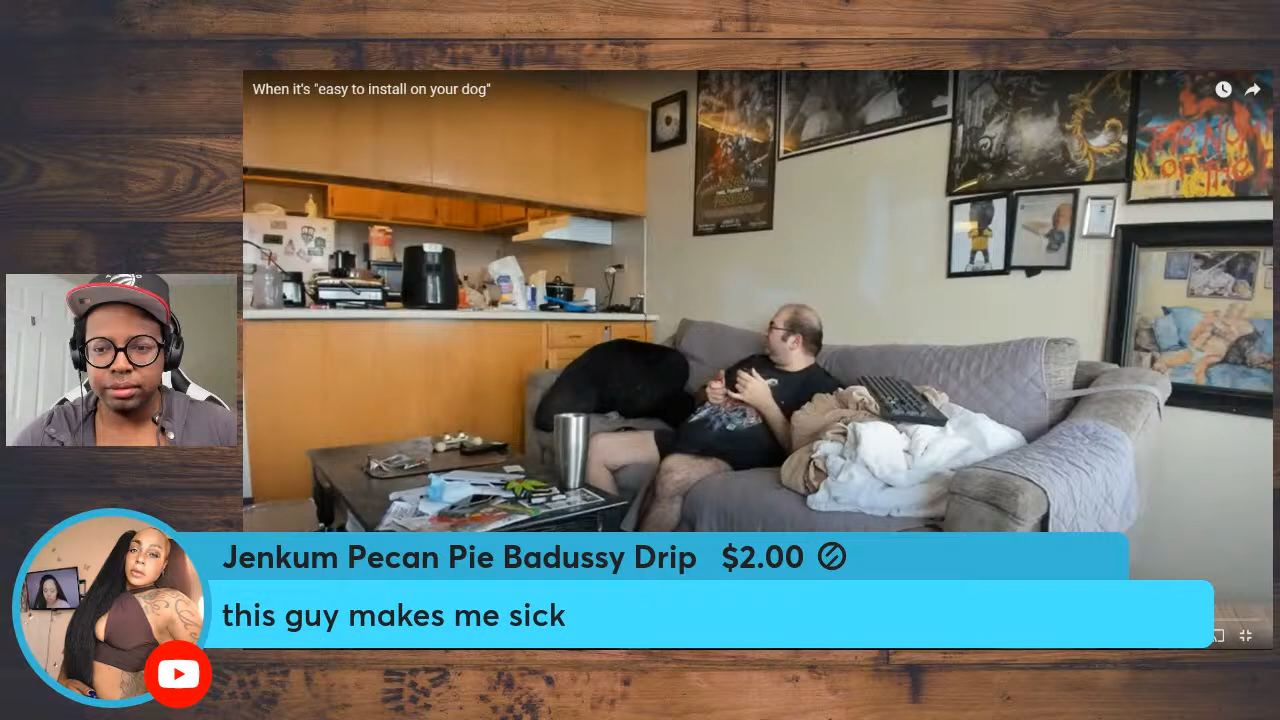 When it's "easy to install on your dog"
Jenkum Pecan Pie Badussy Drip $2.00
this guy makes me sick